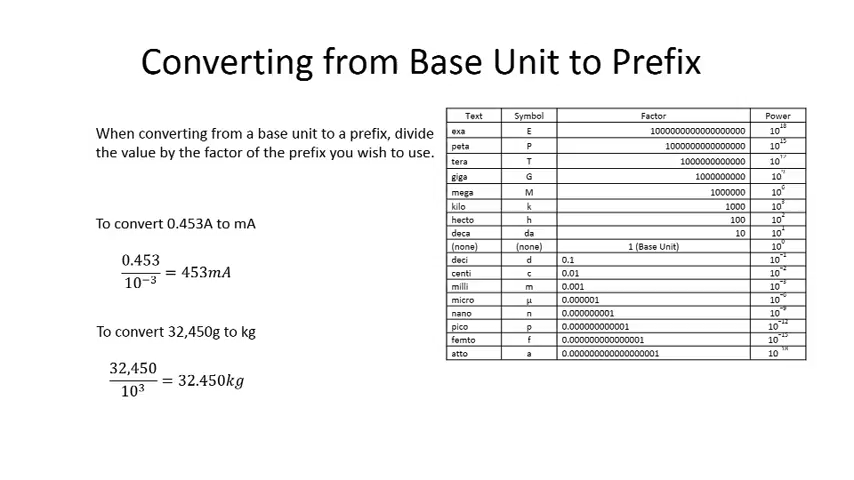 Converting from Base Unit to Prefix
When converting from a base unit to a prefix, divide
the value by the factor of the prefix you wish to use.
To convert 0.453A to mA
0.453/10⁻³ = 453mA
To convert 32,450g to kg
32,450/10³ = 32.450kg
Text Symbol Factor Power
exa E 1000000000000000000 10¹⁸
peta P 1000000000000000 10¹⁵
tera T 1000000000000 10¹²
giga G 1000000000 10⁹
mega M 1000000 10⁶
kilo k 1000 10³
hecto h 100 10²
deca da 10 10¹
(none) (none) 1 (Base Unit) 10⁰
deci d 0.1 10⁻¹
centi c 0.01 10⁻²
milli m 0.001 10⁻³
micro µ 0.000001 10⁻⁶
nano n 0.000000001 10⁻⁹
pico p 0.000000000001 10⁻¹²
femto f 0.000000000000001 10⁻¹⁵
atto a 0.000000000000000001 10⁻¹⁸